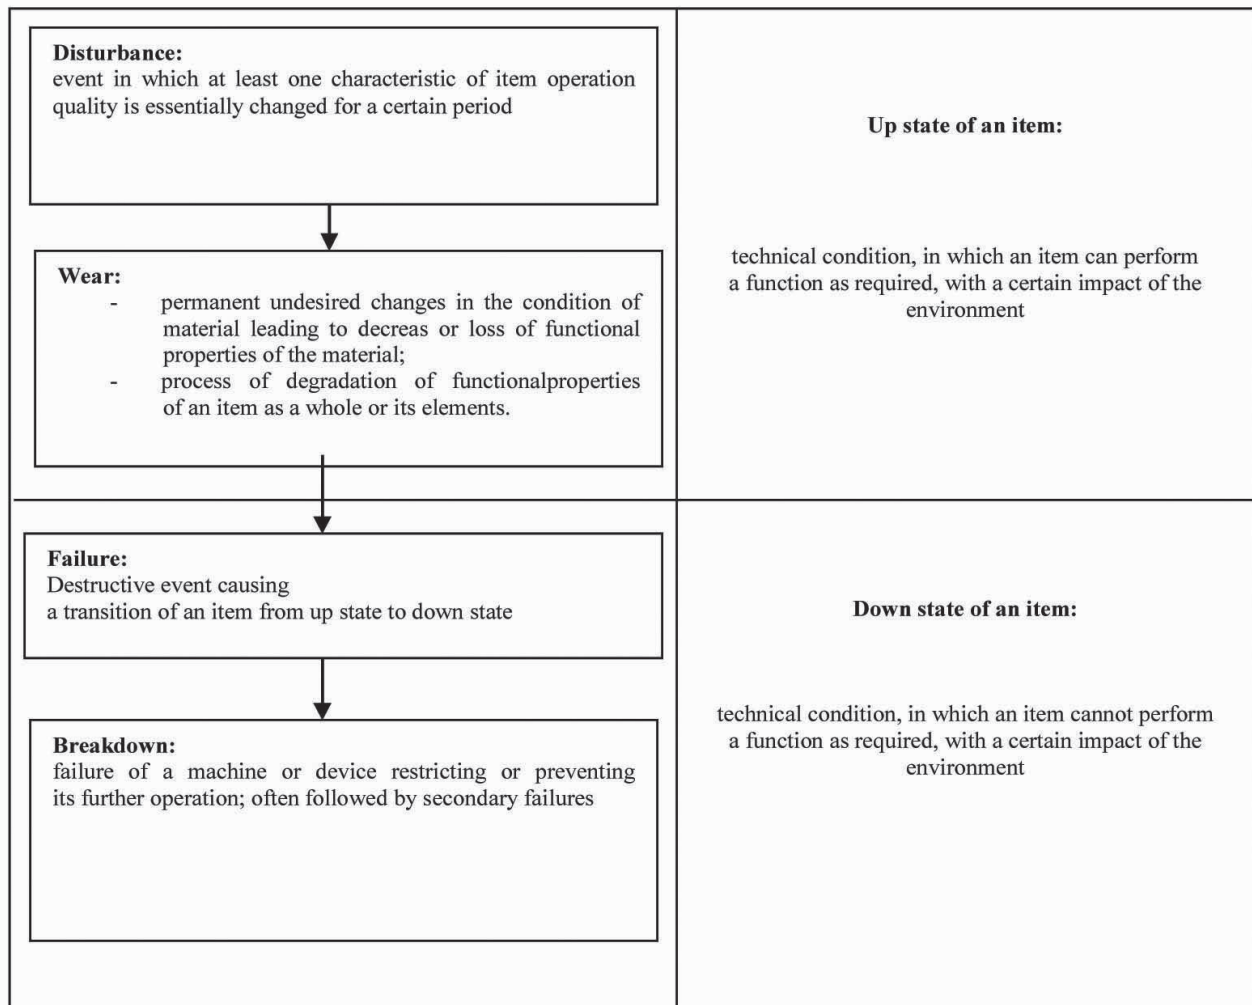 Disturbance:
event in which at least one characteristic of item operation
quality is essentially changed for a certain period
Up state of an item:
technical condition, in which an item can perform
a function as required, with a certain impact of the
environment
Wear:
- permanent undesired changes in the condition of
material leading to decreas or loss of functional
properties of the material;
- process of degradation of functionalproperties
of an item as a whole or its elements.
Failure:
Destructive event causing
a transition of an item from up state to down state
Down state of an item:
technical condition, in which an item cannot perform
a function as required, with a certain impact of the
environment
Breakdown:
failure of a machine or device restricting or preventing
its further operation; often followed by secondary failures